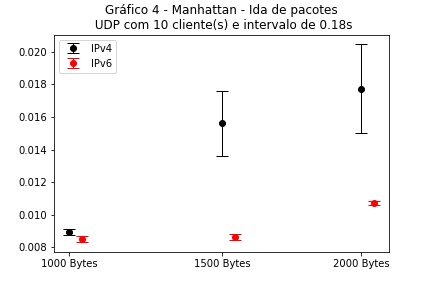 Gráfico 4 - Manhattan - Ida de pacotes
UDP com 10 cliente(s) e intervalo de 0.18s
IPv4
IPv6
0.020
0.018
0.016
0.014
0.012
0.010
0.008
1000 Bytes
1500 Bytes
2000 Bytes